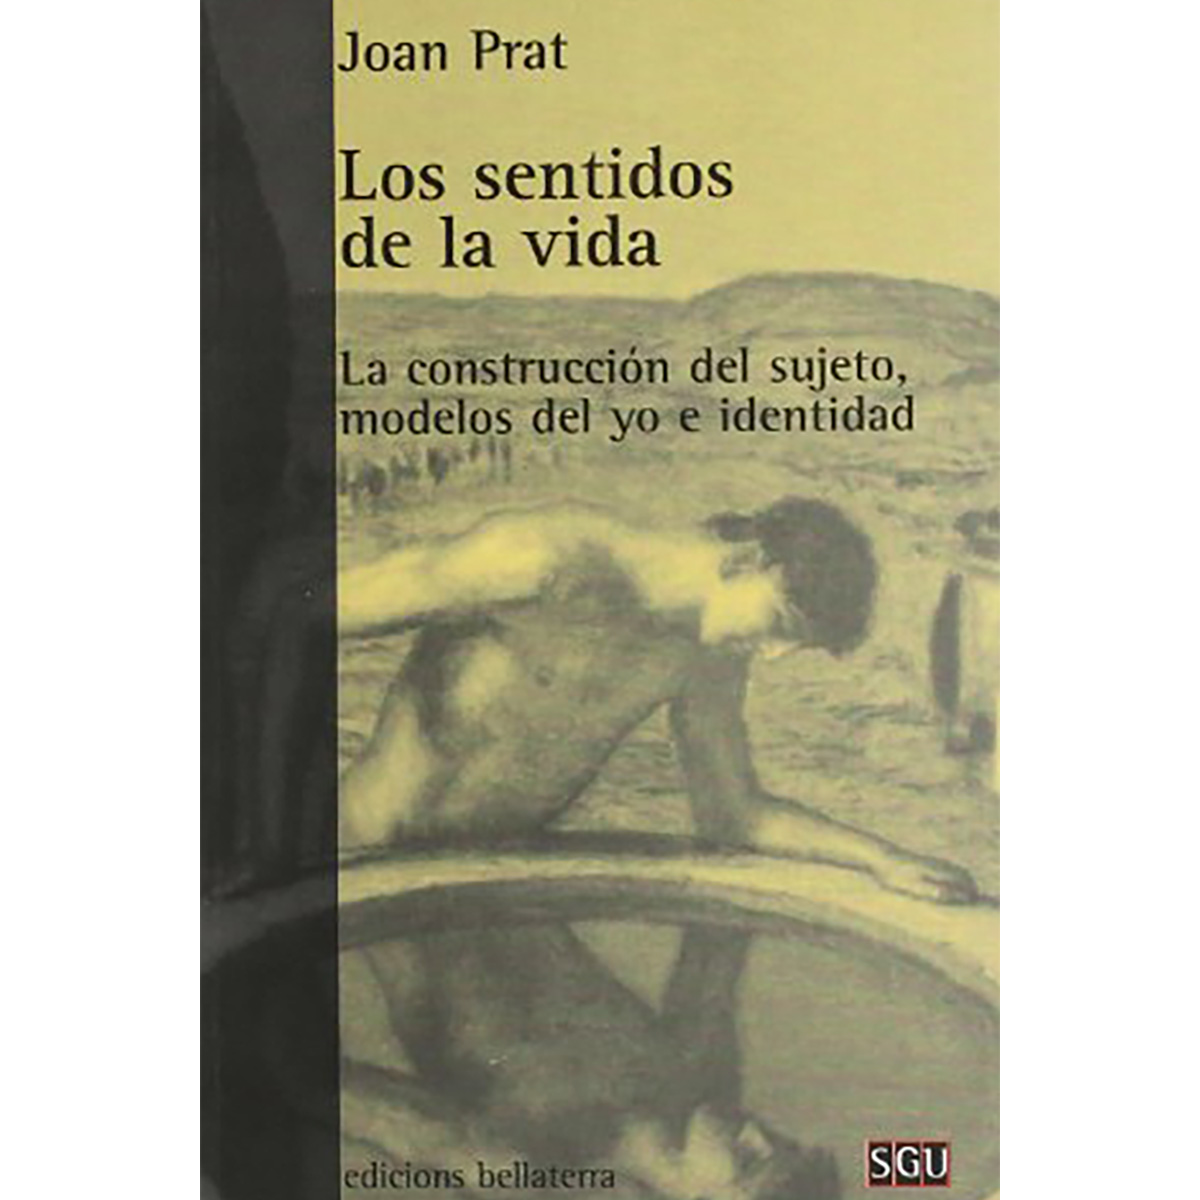 Joan Prat
Los sentidos
de la vida
La construcción del sujeto,
modelos del yo e identidad
edicions bellaterra
SGU